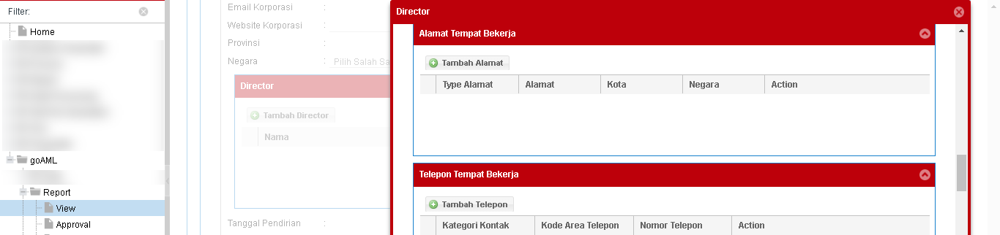 Filter:
Home
goAML
Report
View
Approval
Email Korporasi :
Website Korporasi :
Provinsi :
Negara : Pilih Salah Sa
Director
Tambah Director
Nama
Tanggal Pendirian :
Director
Alamat Tempat Bekerja
Tambah Alamat
Type Alamat Alamat Kota Negara Action
Telepon Tempat Bekerja
Tambah Telepon
Kategori Kontak Kode Area Telepon Nomor Telepon Action